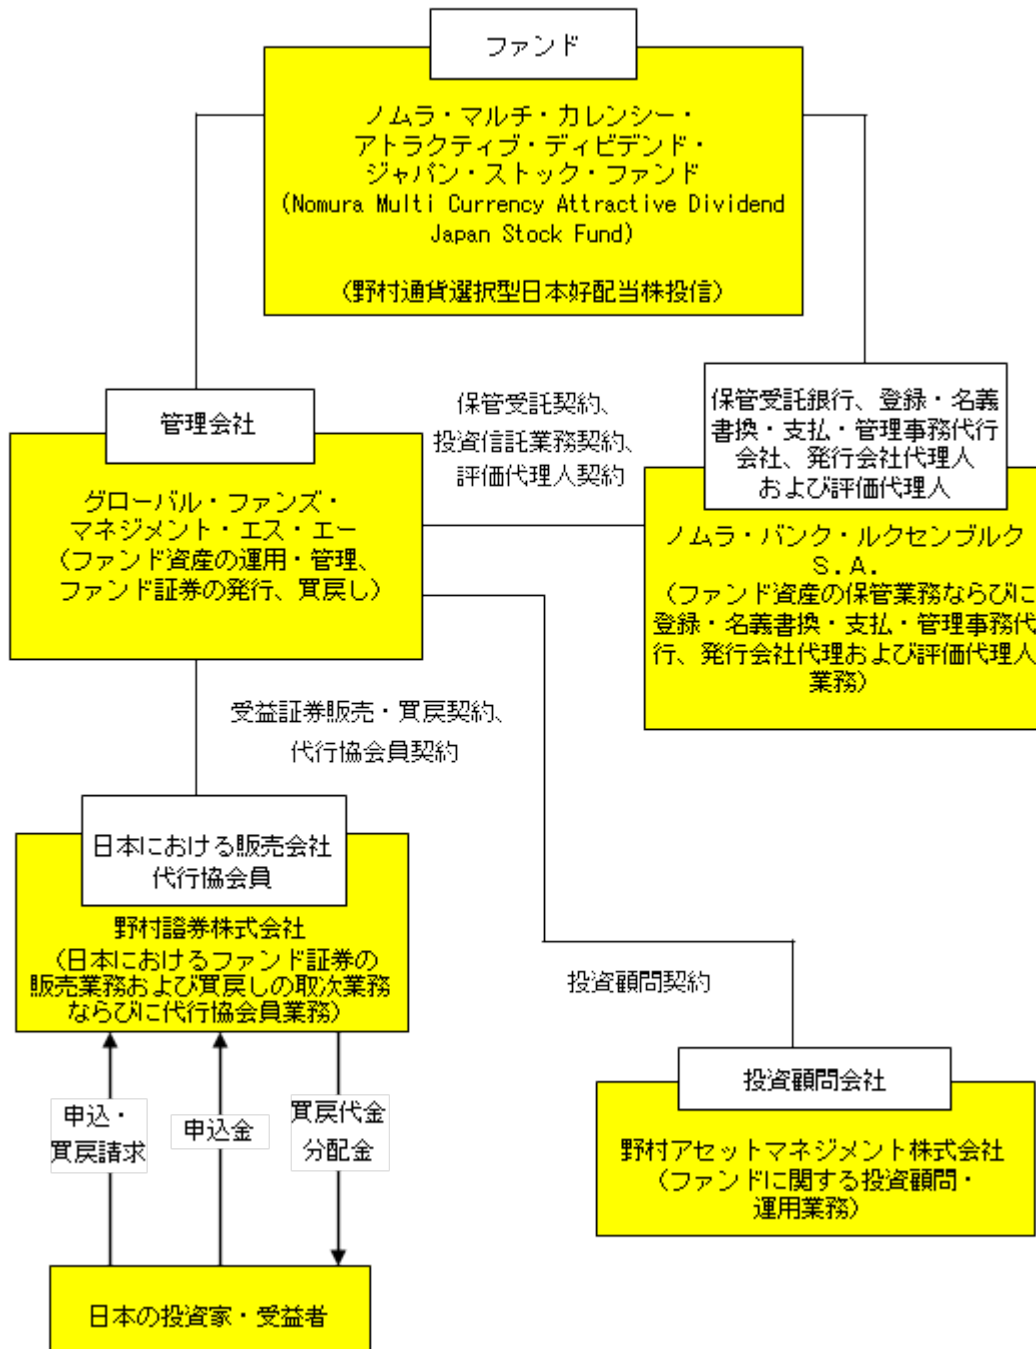 ファンド
ノムラ・マルチ・カレンシー・
アトラクティブ・ディビデンド・
ジャパン・ストック・ファンド
(Nomura Multi Currency Attractive Dividend
Japan Stock Fund)
(野村通貨選択型日本好配当株投信)
管理会社
グローバル・ファンズ・
マネジメント・エス・エー
(ファンド資産の運用・管理、
ファンド証券の発行、買戻し)
保管受託契約、
投資信託業務契約、
評価代理人契約
保管受託銀行、登録・名義
書換・支払・管理事務代行
会社、発行会社代理人
および評価代理人
ノムラ・バンク・ルクセンブルク
S.A.
(ファンド資産の保管業務ならびに
登録・名義書換・支払・管理事務代
行、発行会社代理および評価代理人
業務)
受益証券販売・買戻契約、
代行協会員契約
日本における販売会社
代行協会員
野村證券株式会社
(日本におけるファンド証券の
販売業務および買戻しの取次業務
ならびに代行協会員業務)
投資顧問契約
投資顧問会社
野村アセットマネジメント株式会社
(ファンドに関する投資顧問・
運用業務)
申込・
買戻請求
申込金
買戻代金
分配金
日本の投資家・受益者